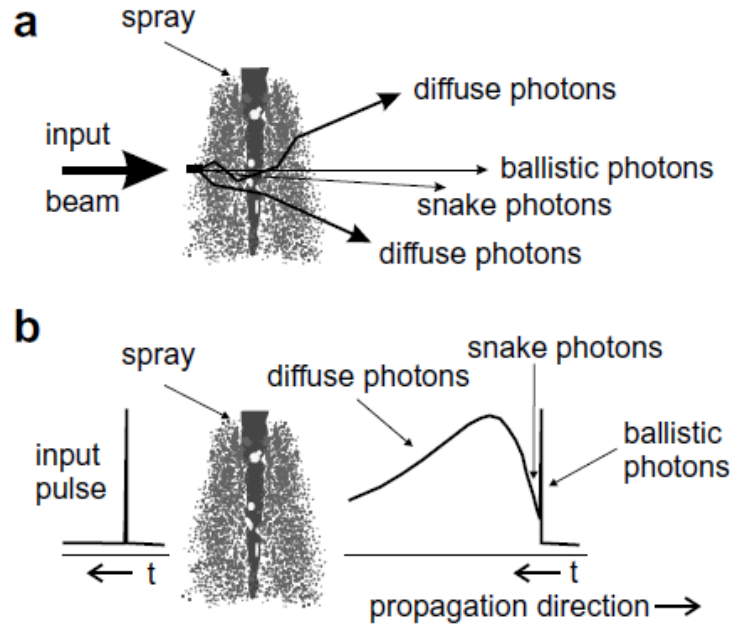 a
spray
diffuse photons
input
beam
ballistic photons
snake photons
diffuse photons
b
spray
snake photons
diffuse photons
ballistic
photons
input
pulse
t
t
propagation direction